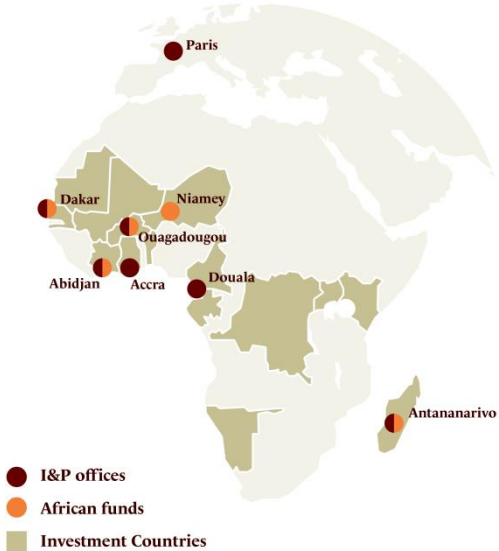 Paris
Dakar
Niamey
Ouagadougou
Abidjan
Accra
Douala
Antananarivo
I&P offices
African funds
Investment Countries